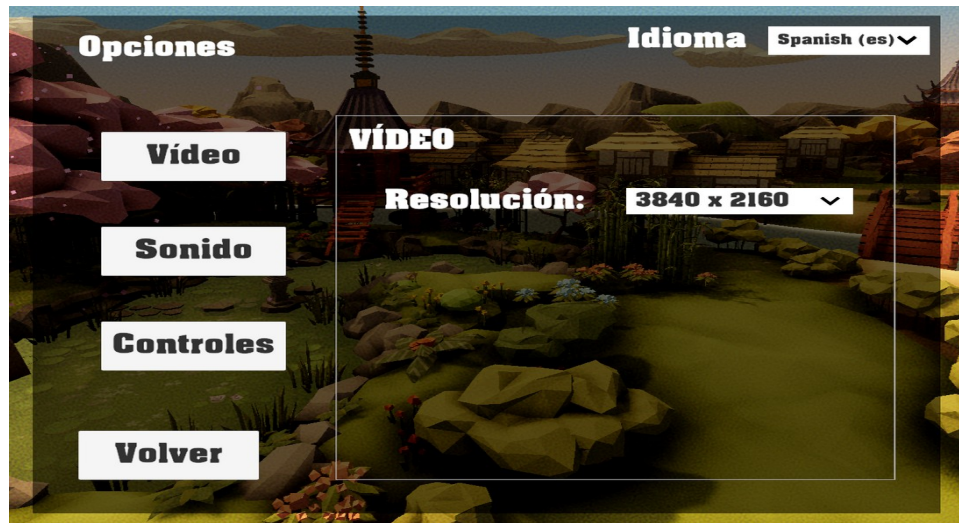 Opciones
Idioma
Spanish (es)
Vídeo
VÍDEO
Resolución:
3840 x 2160
Sonido
Controles
Volver